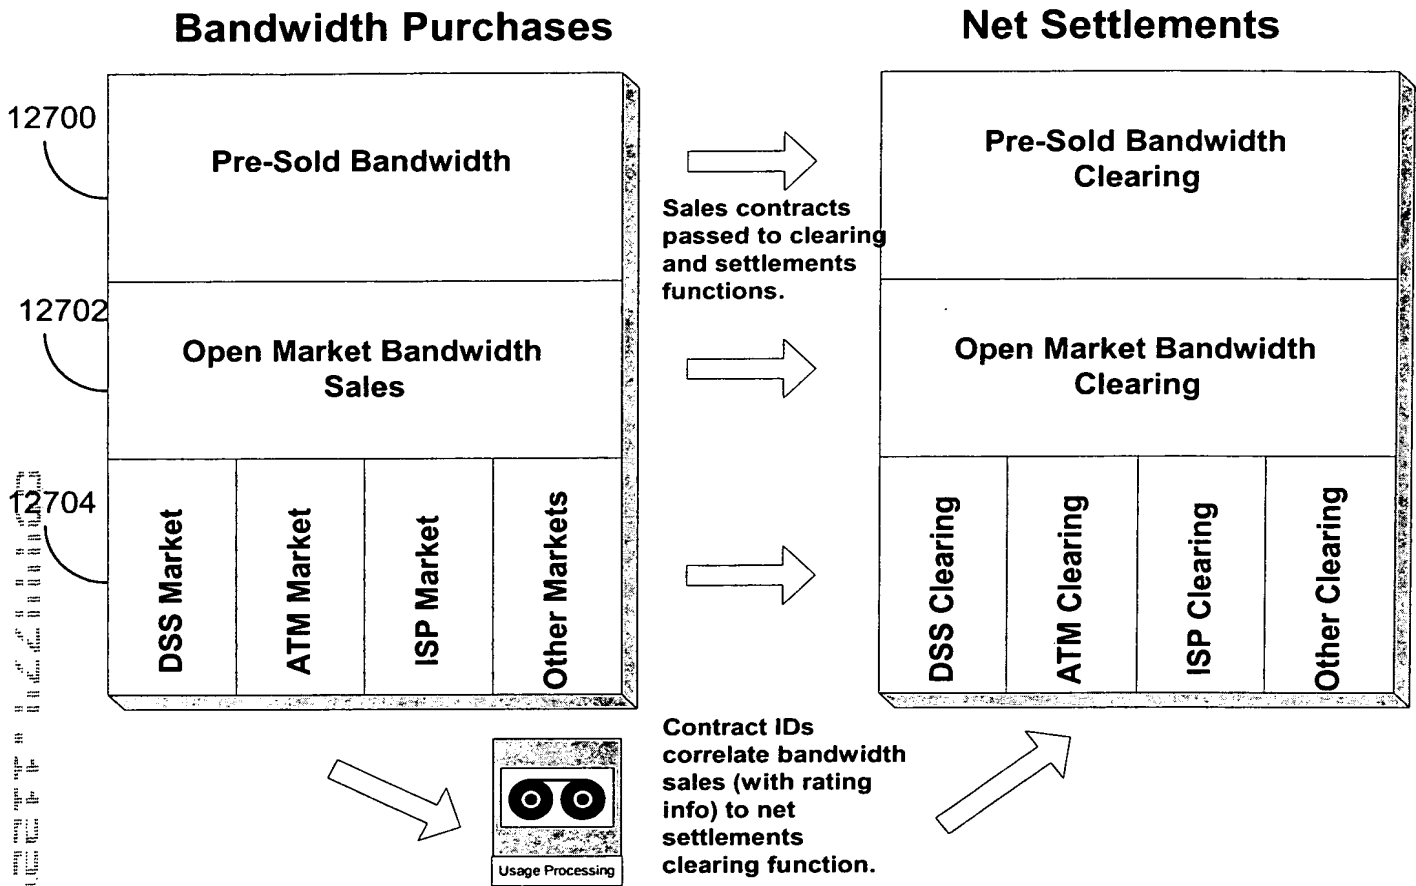 Bandwidth Purchases
Net Settlements
12700
Pre-Sold Bandwidth
Sales contracts
passed to clearing
and settlements
functions.
Pre-Sold Bandwidth
Clearing
12702
Open Market Bandwidth
Sales
Open Market Bandwidth
Clearing
12704
DSS Market
ATM Market
ISP Market
Other Markets
DSS Clearing
ATM Clearing
ISP Clearing
Other Clearing
Usage Processing
Contract IDs
correlate bandwidth
sales (with rating
info) to net
settlements
clearing function.